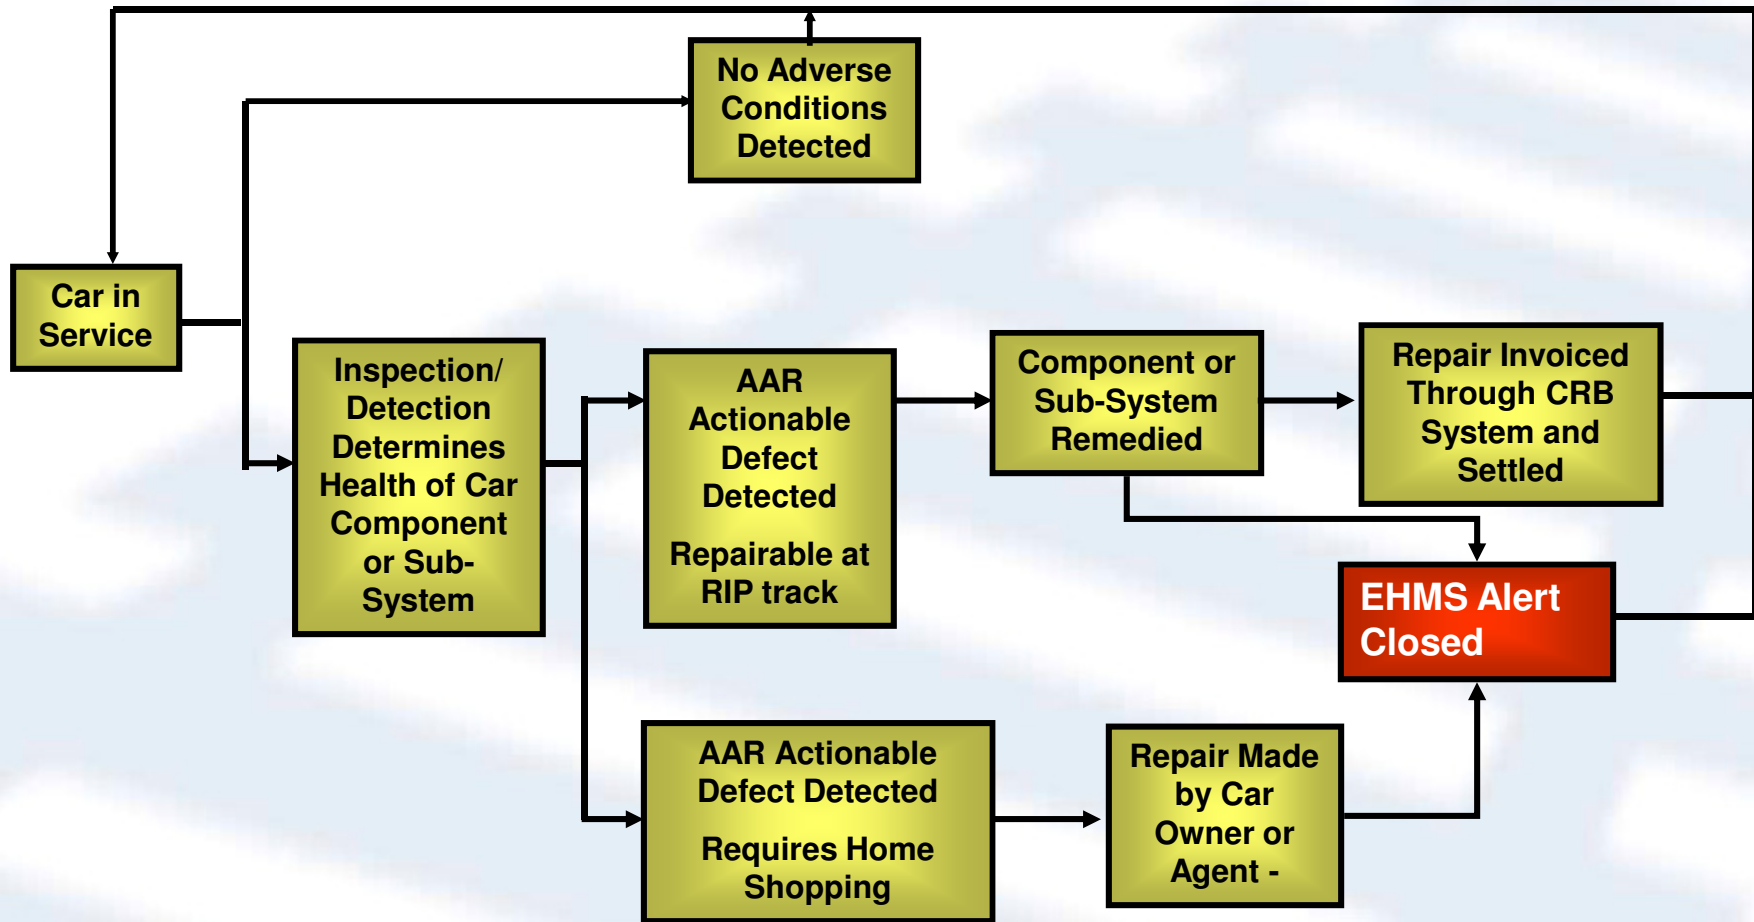 No Adverse
Conditions
Detected
Car in
Service
Inspection/
Detection
Determines
Health of Car
Component
or Sub-
System
AAR
Actionable
Defect
Detected
Repairable at
RIP track
Component or
Sub-System
Remedied
Repair Invoiced
Through CRB
System and
Settled
EHMS Alert
Closed
AAR Actionable
Defect Detected
Requires Home
Shopping
Repair Made
by Car
Owner or
Agent -